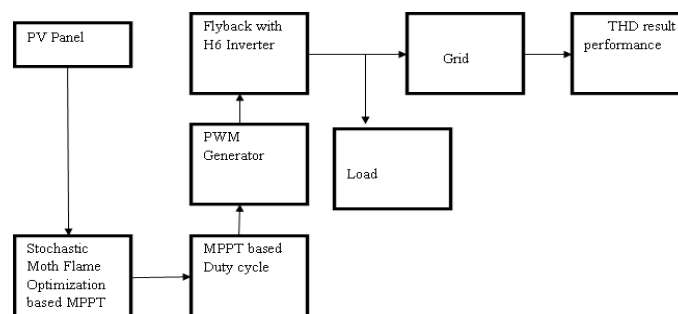 PV Panel
Flyback with
H6 Inverter
Grid
THD result
performance
PWM
Generator
Load
Stochastic
Moth Flame
Optimization
based MPPT
MPPT based
Duty cycle